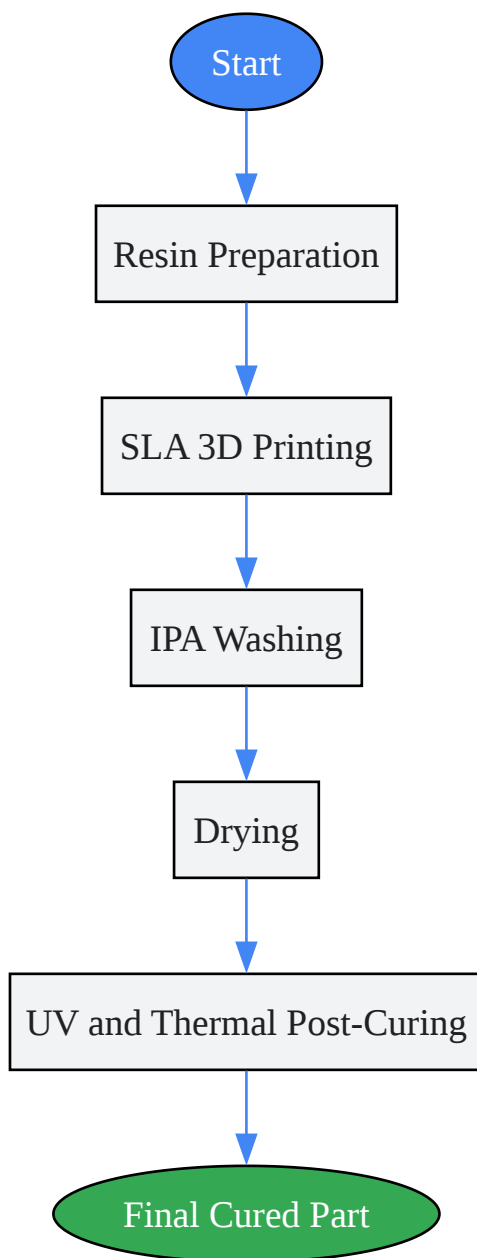 Start
Resin Preparation
SLA 3D Printing
IPA Washing
Drying
UV and Thermal Post-Curing
Final Cured Part